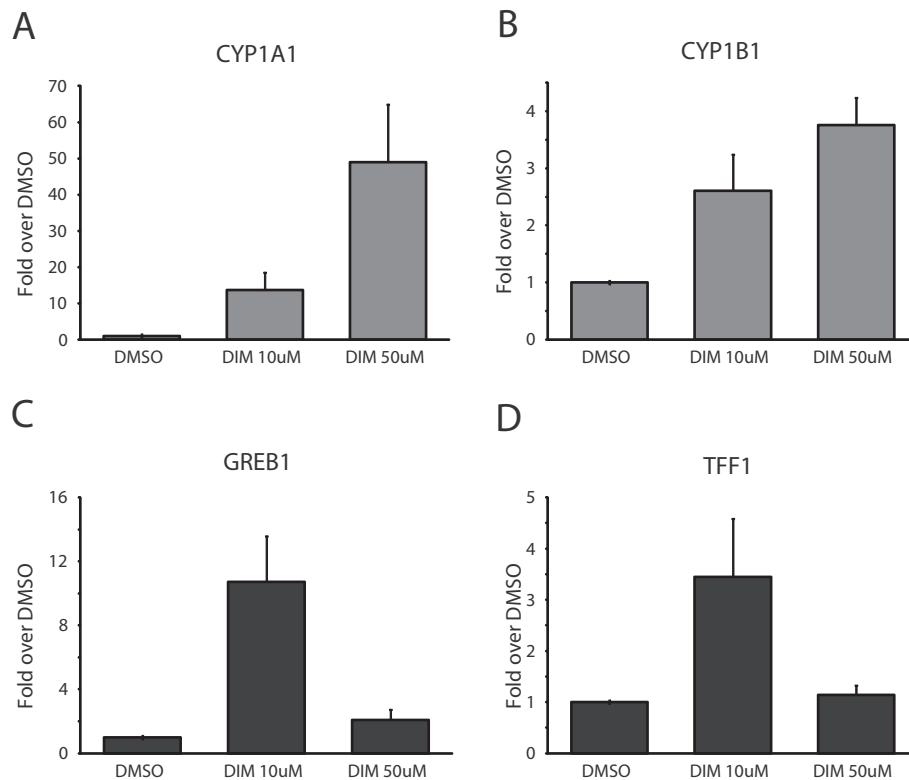 A
CYP1A1
Fold over DMSO
70
60
50
40
30
20
10
0
DMSO DIM 10uM DIM 50uM
B
CYP1B1
Fold over DMSO
4
3
2
1
0
DMSO DIM 10uM DIM 50uM
C
GREB1
Fold over DMSO
16
12
8
4
0
DMSO DIM 10uM DIM 50uM
D
TFF1
Fold over DMSO
5
4
3
2
1
0
DMSO DIM 10uM DIM 50uM